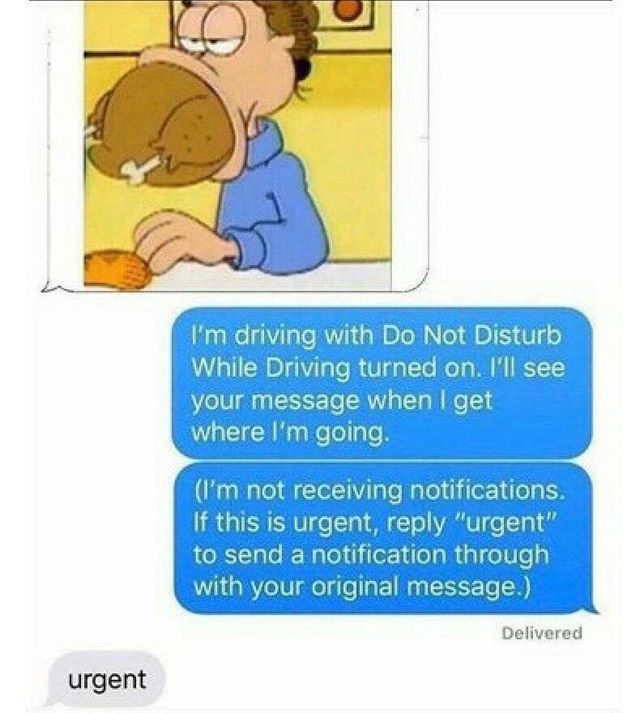 I'm driving with Do Not Disturb
While Driving turned on. I'll see
your message when I get
where I'm going.
(I'm not receiving notifications.
If this is urgent, reply "urgent"
to send a notification through
with your original message.)
Delivered
urgent